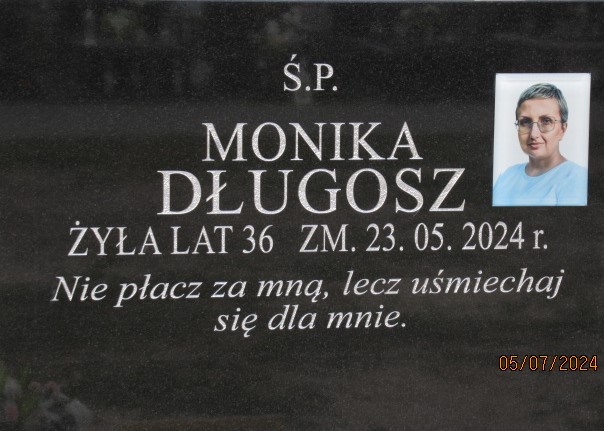 Ś.P.
MONIKA
DŁUGOSZ
ŻYŁA LAT 36 ZM. 23. 05. 2024 r.
Nie płacz za mną, lecz uśmiechaj
się dla mnie.
05/07/2024